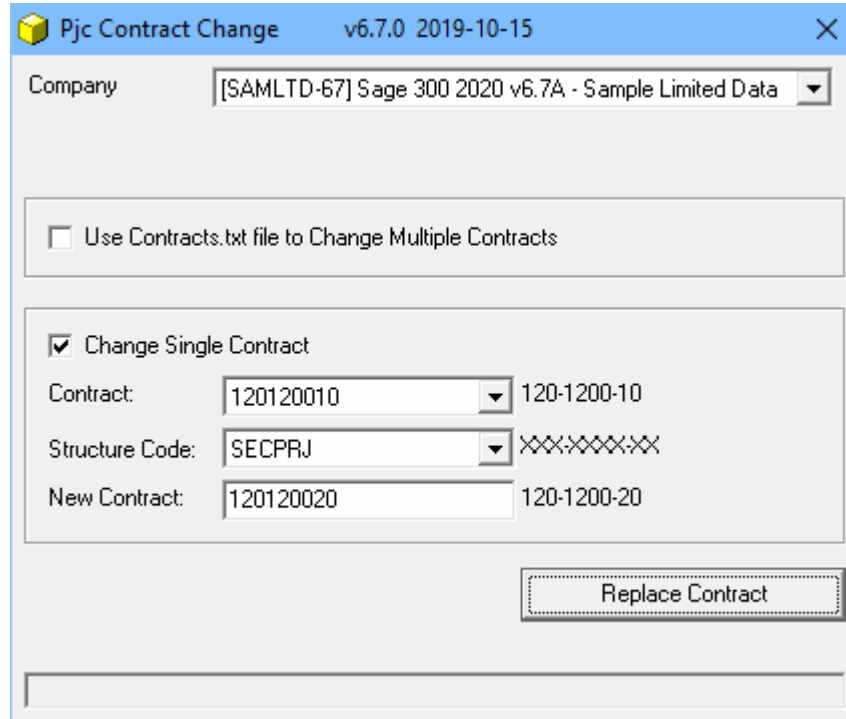 Pjc Contract Change v6.7.0 2019-10-15
Company [SAMLTD-67] Sage 300 2020 v6.7A - Sample Limited Data
Use Contracts.txt file to Change Multiple Contracts
Change Single Contract
Contract: 120120010 120-1200-10
Structure Code: SECPRJ XXX-XXXX-XX
New Contract: 120120020 120-1200-20
Replace Contract